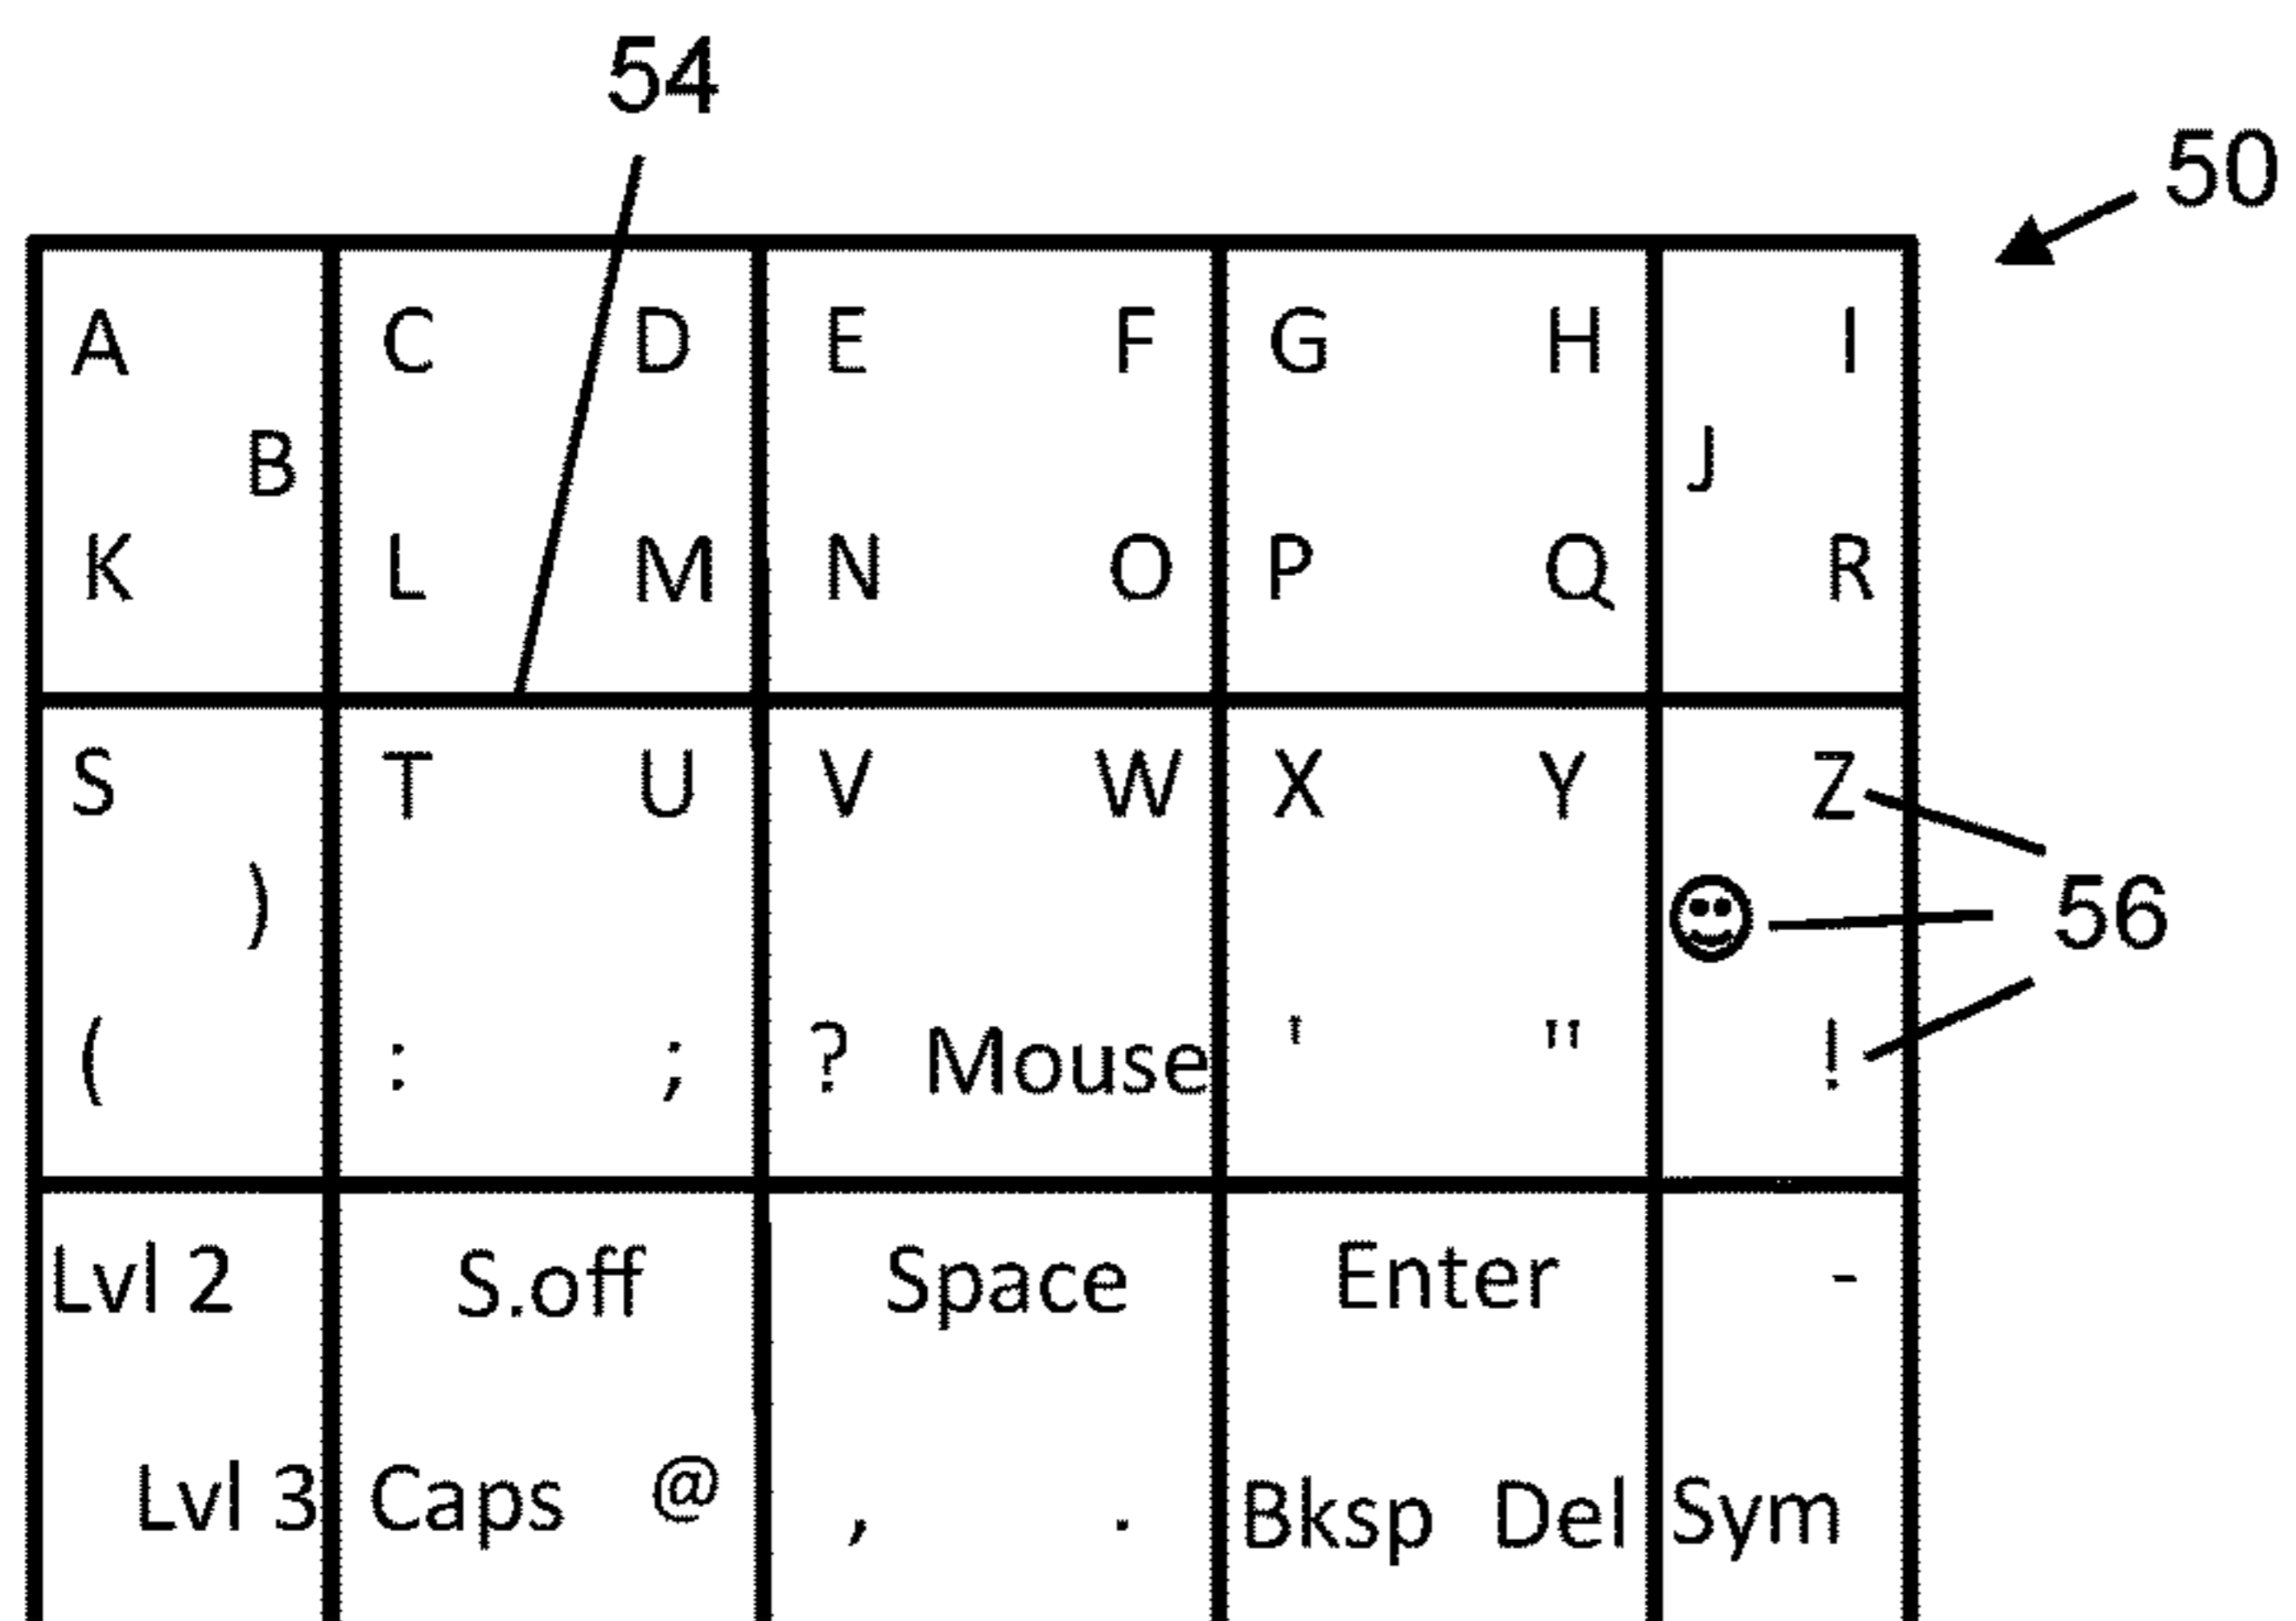 54
50
A C D E F G H I
B J
K L M N O P Q R
S T U V W X Y Z
) ☺ 56
( : ; ? Mouse ' " !
Lvl 2 S.off Space Enter -
Lvl 3 Caps @ , . Bksp Del Sym